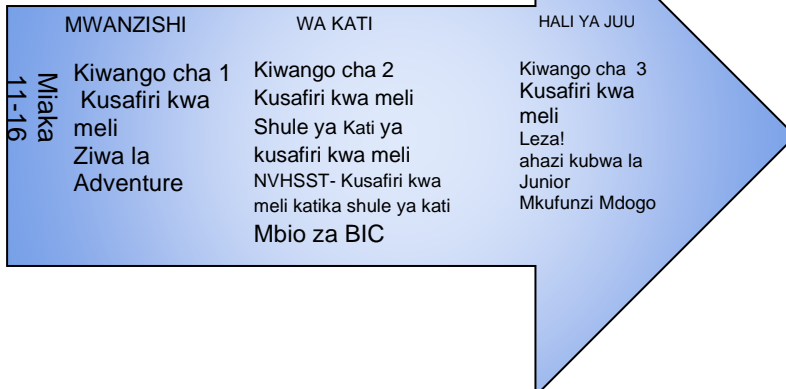 MWANZISHI
WA KATI
HALI YA JUU
Miaka
11-16
Kiwango cha 1
Kusafiri kwa
meli
Ziwa la
Adventure
Kiwango cha 2
Kusafiri kwa meli
Shule ya Kati ya
kusafiri kwa meli
NVHSST- Kusafiri kwa
meli katika shule ya kati
Mbio za BIC
Kiwango cha 3
Kusafiri kwa
meli
Leza!
ahazi kubwa la
Junior
Mkufunzi Mdogo